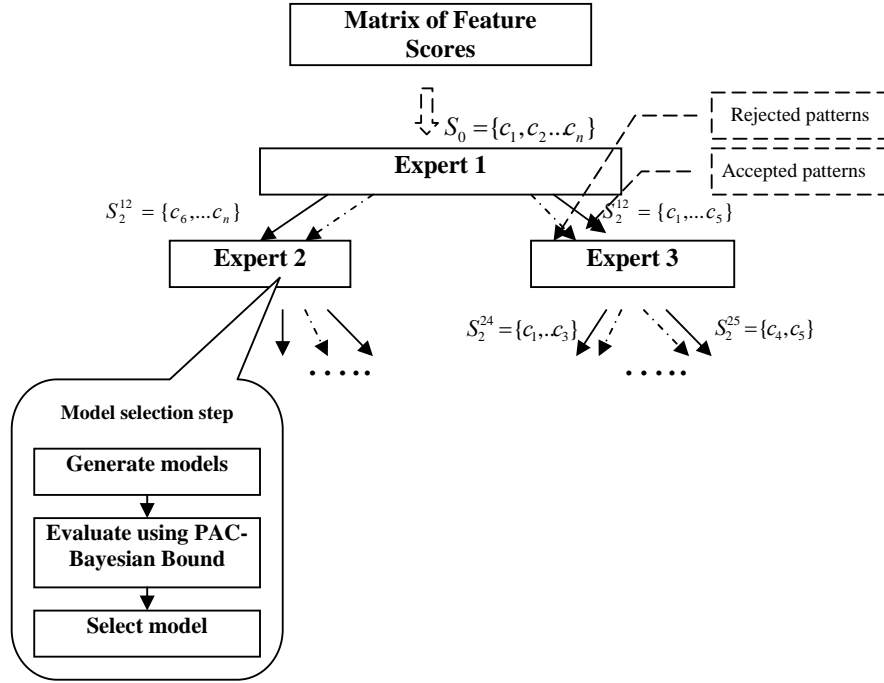 Matrix of Feature
Scores
S_0 = {c_1, c_2 ... c_n}
Rejected patterns
Expert 1
Accepted patterns
S_2^{12} = {c_6, ... c_n}
S_2^{12} = {c_1, ... c_5}
Expert 2
Expert 3
S_2^{24} = {c_1, .. c_3}
S_2^{25} = {c_4, c_5}
.....
.....
Model selection step
Generate models
Evaluate using PAC-
Bayesian Bound
Select model